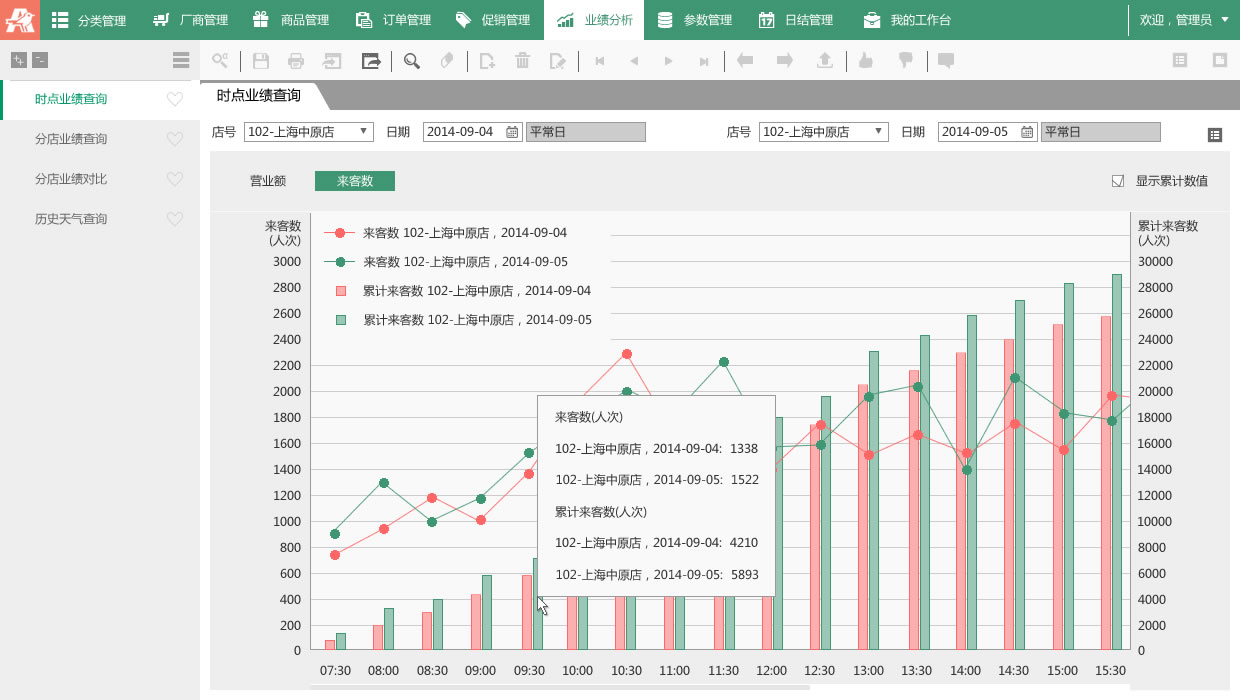 分类管理 厂商管理 商品管理 订单管理 促销管理 业绩分析 参数管理 日结管理 我的工作台 欢迎，管理员
时点业绩查询
分店业绩查询
分店业绩对比
历史天气查询
时点业绩查询
店号 102-上海中原店 日期 2014-09-04 平常日 店号 102-上海中原店 日期 2014-09-05 平常日
营业额 来客数 显示累计数值
来客数
(人次)
累计来客数
(人次)
来客数 102-上海中原店，2014-09-04
来客数 102-上海中原店，2014-09-05
累计来客数 102-上海中原店，2014-09-04
累计来客数 102-上海中原店，2014-09-05
3000 30000
2800 28000
2600 26000
2400 24000
2200 22000
2000 20000
1800 18000
1600 16000
1400 14000
1200 12000
1000 10000
800 8000
600 6000
400 4000
200 2000
0 0
来客数(人次)
102-上海中原店，2014-09-04: 1338
102-上海中原店，2014-09-05: 1522
累计来客数(人次)
102-上海中原店，2014-09-04: 4210
102-上海中原店，2014-09-05: 5893
07:30 08:00 08:30 09:00 09:30 10:00 10:30 11:00 11:30 12:00 12:30 13:00 13:30 14:00 14:30 15:00 15:30